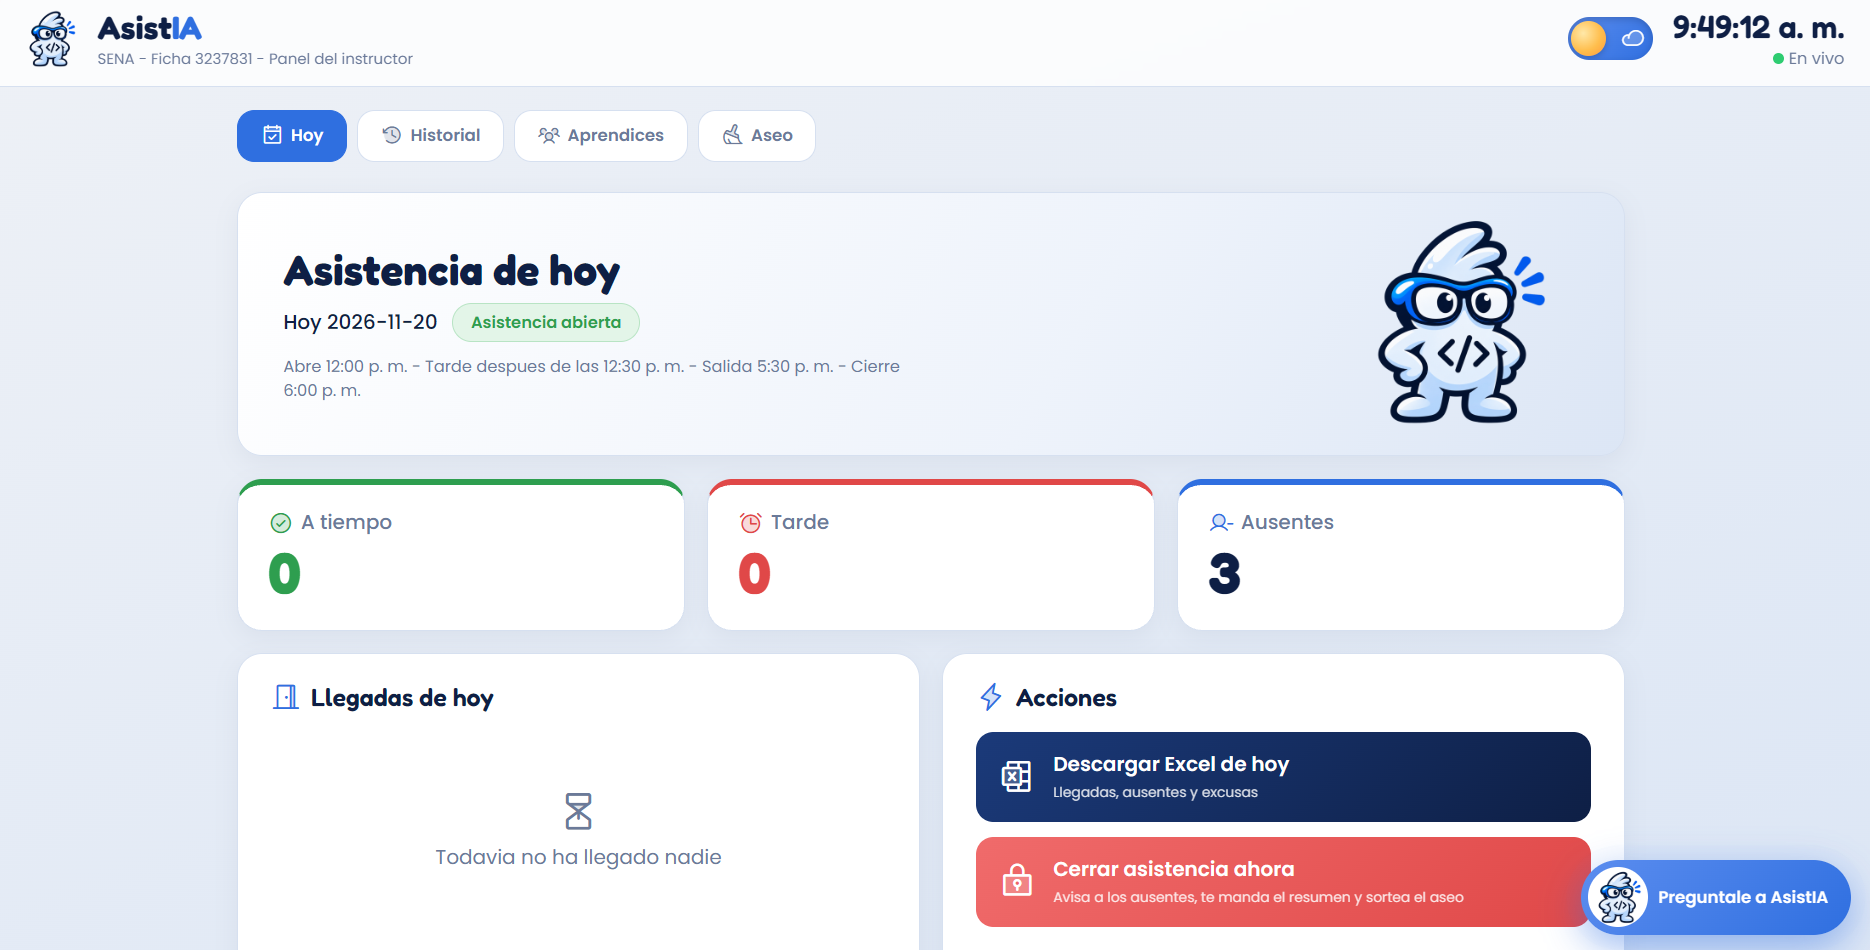 AsistIA
SENA - Ficha 3237831 - Panel del instructor
9:49:12 a. m.
En vivo
Hoy
Historial
Aprendices
Aseo
Asistencia de hoy
Hoy 2026-11-20
Asistencia abierta
Abre 12:00 p. m. - Tarde despues de las 12:30 p. m. - Salida 5:30 p. m. - Cierre
6:00 p. m.
</>
A tiempo
0
Tarde
0
Ausentes
3
Llegadas de hoy
Todavia no ha llegado nadie
Acciones
Descargar Excel de hoy
Llegadas, ausentes y excusas
Cerrar asistencia ahora
Avisa a los ausentes, te manda el resumen y sortea el aseo
Preguntale a AsistIA